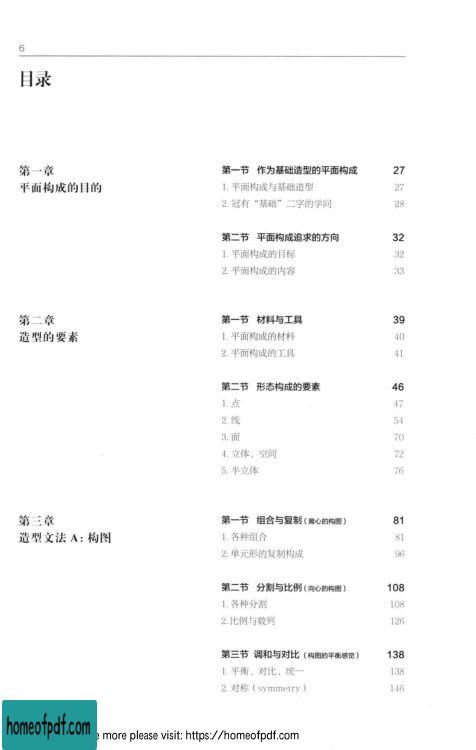 6
目录
第一章
平面构成的目的
第一节 作为基础造型的平面构成 27
1. 平面构成与基础造型 27
2. 冠有“基础”二字的学问 28
第二节 平面构成追求的方向 32
1. 平面构成的目标 32
2. 平面构成的内容 33
第二章
造型的要素
第一节 材料与工具 39
1. 平面构成的材料 40
2. 平面构成的工具 41
第二节 形态构成的要素 46
1. 点 47
2. 线 54
3. 面 70
4. 立体、空间 72
5. 半立体 76
第三章
造型文法 A: 构图
第一节 组合与复制 (离心的构图) 81
1. 各种组合 81
2. 单元形的复制构成 96
第二节 分割与比例 (向心的构图) 108
1. 各种分割 108
2. 比例与数列 126
第三节 调和与对比 (构图的平衡感觉) 138
1. 平衡、对比、统一 138
2. 对称 (symmetry) 146
homeofpdf.com
e more please visit: https://homeofpdf.com